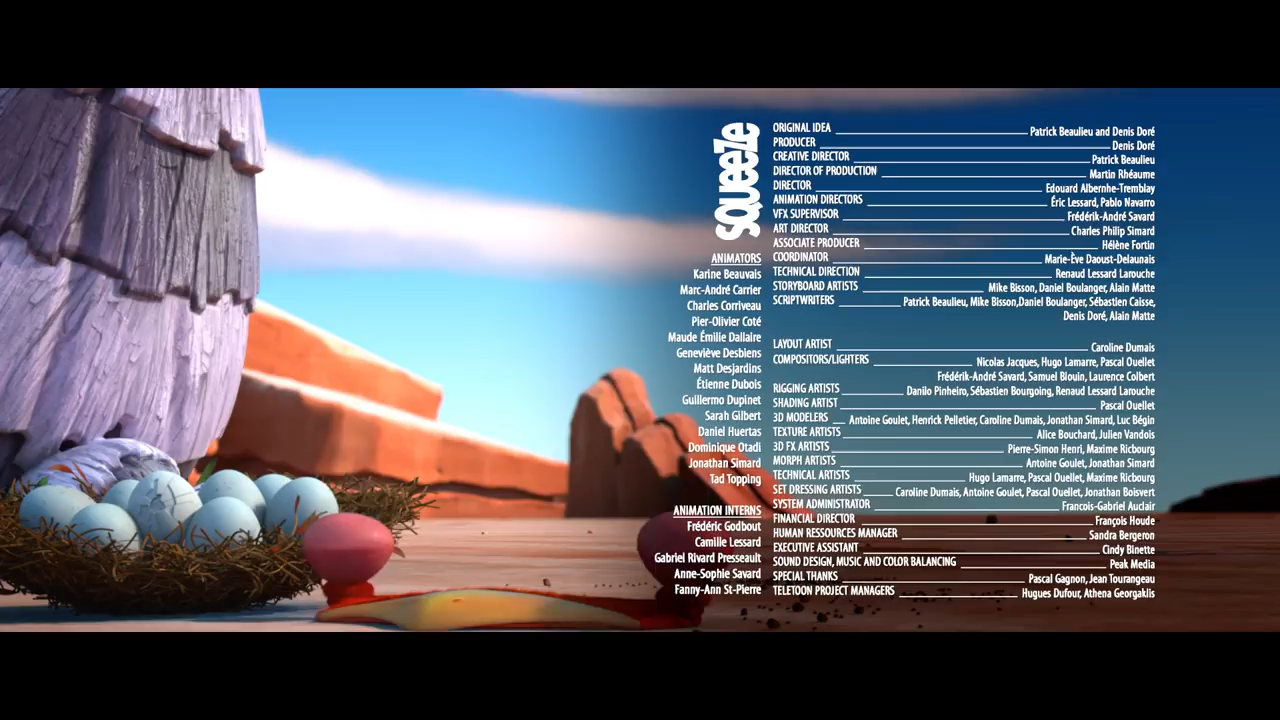 squeeze
ANIMATORS
Karine Beauvais
Marc-André Carrier
Charles Corriveau
Pier-Olivier Coté
Maude Émilie Dallaire
Geneviève Desbiens
Matt Desjardins
Étienne Dubois
Guillermo Dupinet
Sarah Gilbert
Daniel Huertas
Dominique Otadi
Jonathan Simard
Tad Topping
ANIMATION INTERNS
Frédéric Godbout
Camille Lessard
Gabriel Rivard Presseault
Anne-Sophie Savard
Fanny-Ann St-Pierre
ORIGINAL IDEA Patrick Beaulieu and Denis Doré
PRODUCER Denis Doré
CREATIVE DIRECTOR Patrick Beaulieu
DIRECTOR OF PRODUCTION Martin Rhéaume
DIRECTOR Edouard Albernhe-Tremblay
ANIMATION DIRECTORS Éric Lessard, Pablo Navarro
VFX SUPERVISOR Frédérik-André Savard
ART DIRECTOR Charles Philip Simard
ASSOCIATE PRODUCER Hélène Fortin
COORDINATOR Marie-Ève Daoust-Delaunais
TECHNICAL DIRECTION Renaud Lessard Larouche
STORYBOARD ARTISTS Mike Bisson, Daniel Boulanger, Alain Matte
SCRIPTWRITERS Patrick Beaulieu, Mike Bisson,Daniel Boulanger, Sébastien Caisse,
Denis Doré, Alain Matte
LAYOUT ARTIST Caroline Dumais
COMPOSITORS/LIGHTERS Nicolas Jacques, Hugo Lamarre, Pascal Ouellet
Frédérik-André Savard, Samuel Blouin, Laurence Colbert
RIGGING ARTISTS Danilo Pinheiro, Sébastien Bourgoing, Renaud Lessard Larouche
SHADING ARTIST Pascal Ouellet
3D MODELERS Antoine Goulet, Henrick Pelletier, Caroline Dumais, Jonathan Simard, Luc Bégin
TEXTURE ARTISTS Alice Bouchard, Julien Vandois
3D FX ARTISTS Pierre-Simon Henri, Maxime Ricbourg
MORPH ARTISTS Antoine Goulet, Jonathan Simard
TECHNICAL ARTISTS Hugo Lamarre, Pascal Ouellet, Maxime Ricbourg
SET DRESSING ARTISTS Caroline Dumais, Antoine Goulet, Pascal Ouellet, Jonathan Boisvert
SYSTEM ADMINISTRATOR Francois-Gabriel Auclair
FINANCIAL DIRECTOR François Houde
HUMAN RESSOURCES MANAGER Sandra Bergeron
EXECUTIVE ASSISTANT Cindy Binette
SOUND DESIGN, MUSIC AND COLOR BALANCING Peak Media
SPECIAL THANKS Pascal Gagnon, Jean Tourangeau
TELETOON PROJECT MANAGERS Hugues Dufour, Athena Georgaklis